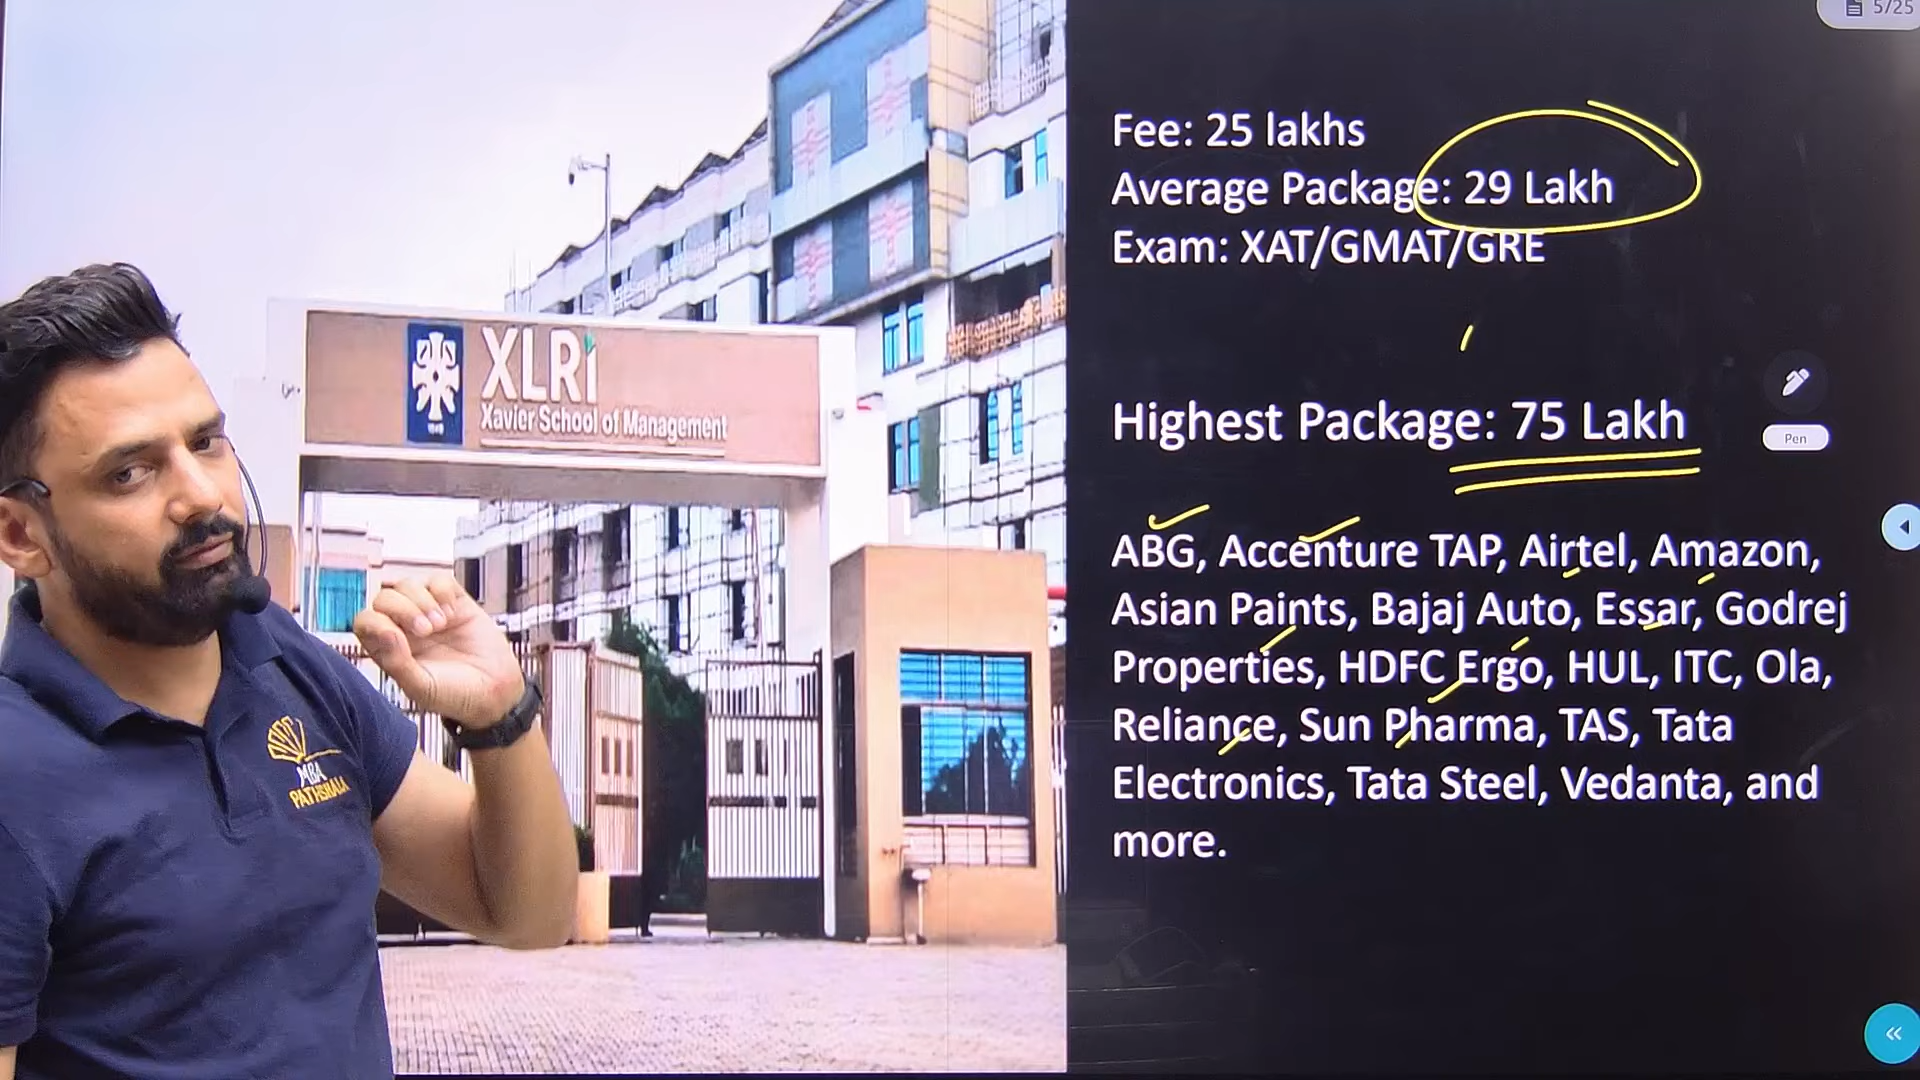 5/25
Fee: 25 lakhs
Average Package: 29 Lakh
Exam: XAT/GMAT/GRE
XLRi
Xavier School of Management
Highest Package: 75 Lakh
Pen
ABG, Accenture TAP, Airtel, Amazon,
Asian Paints, Bajaj Auto, Essar, Godrej
Properties, HDFC Ergo, HUL, ITC, Ola,
Reliance, Sun Pharma, TAS, Tata
Electronics, Tata Steel, Vedanta, and
more.
MBA
PATHSHALA